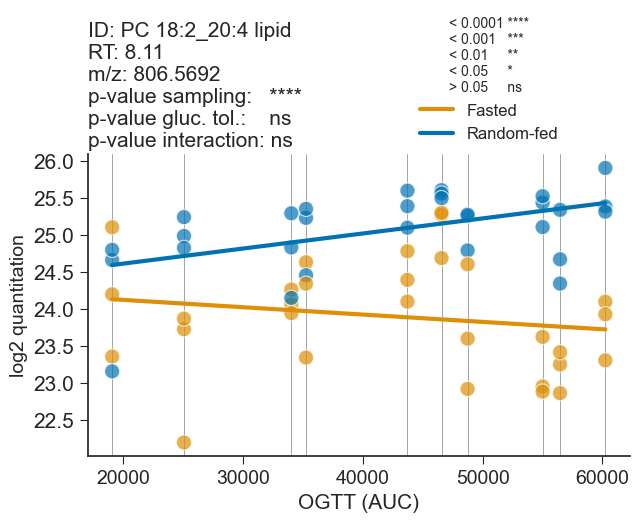 ID: PC 18:2_20:4 lipid
RT: 8.11
m/z: 806.5692
p-value sampling: ****
p-value gluc. tol.: ns
p-value interaction: ns
< 0.0001 ****
< 0.001 ***
< 0.01 **
< 0.05 *
> 0.05 ns
Fasted
Random-fed
log2 quantitation
26.0
25.5
25.0
24.5
24.0
23.5
23.0
22.5
20000 30000 40000 50000 60000
OGTT (AUC)